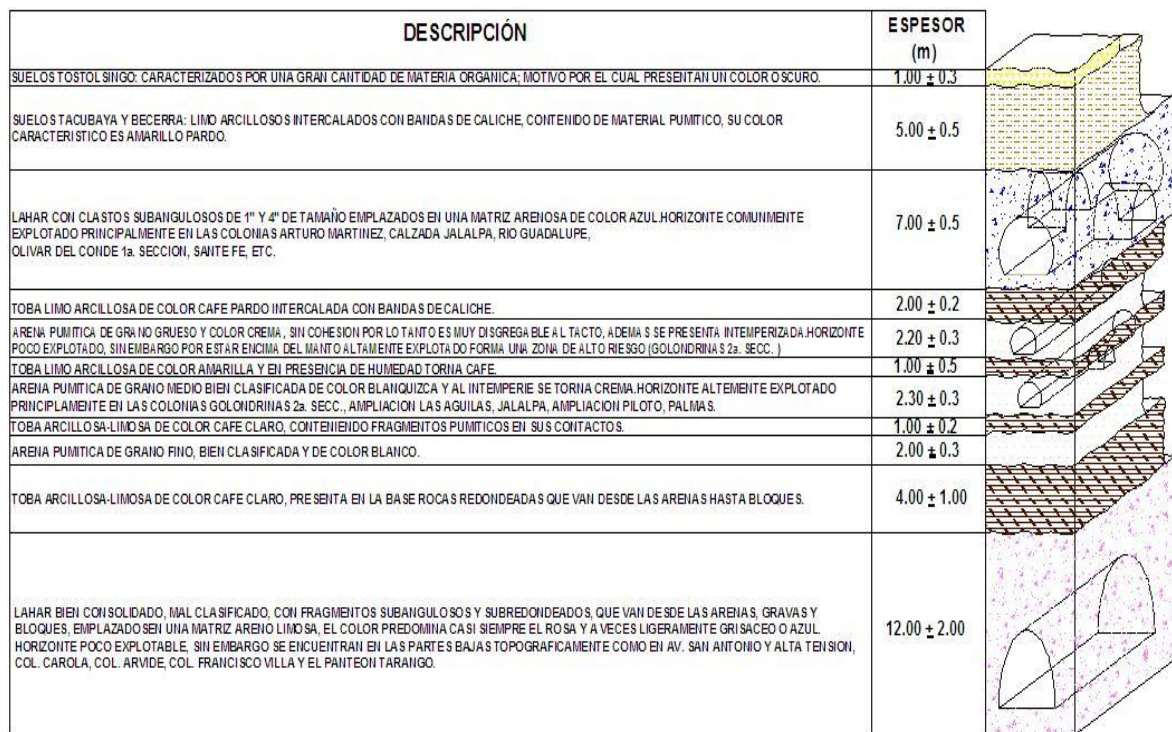 DESCRIPCIÓN
ESPESOR
(m)
SUELOS TOSTOLSINGO: CARACTERIZADOS POR UNA GRAN CANTIDAD DE MATERIA ORGANICA; MOTIVO POR EL CUAL PRESENTAN UN COLOR OSCURO.
1.00 ± 0.3
SUELOS TACUBAYA Y BECERRA: LIMO ARCILLOSOS INTERCALADOS CON BANDAS DE CALICHE, CONTENIDO DE MATERIAL PUMITICO, SU COLOR
CARACTERISTICO ES AMARILLO PARDO.
5.00 ± 0.5
LAHAR CON CLASTOS SUBANGULOSOS DE 1" Y 4" DE TAMAÑO EMPLAZADOS EN UNA MATRIZ ARENOSA DE COLOR AZUL.HORIZONTE COMUNMENTE
EXPLOTADO PRINCIPALMENTE EN LAS COLONIAS ARTURO MARTINEZ, CALZADA JALALPA, RIO GUADALUPE,
OLIVAR DEL CONDE 1a. SECCION, SANTE FE, ETC.
7.00 ± 0.5
TOBA LIMO ARCILLOSA DE COLOR CAFE PARDO INTERCALADA CON BANDAS DE CALICHE.
2.00 ± 0.2
ARENA PUMITICA DE GRANO GRUESO Y COLOR CREMA, SIN COHESION POR LO TANTO ES MUY DISGREGABLE AL TACTO, ADEMAS SE PRESENTA INTEMPERIZADA.HORIZONTE
POCO EXPLOTADO, SIN EMBARGO POR ESTAR ENCIMA DEL MANTO ALTAMENTE EXPLOTADO FORMA UNA ZONA DE ALTO RIESGO (GOLONDRINAS 2a. SECC. )
2.20 ± 0.3
TOBA LIMO ARCILLOSA DE COLOR AMARILLA Y EN PRESENCIA DE HUMEDAD TORNA CAFE.
1.00 ± 0.5
ARENA PUMITICA DE GRANO MEDIO BIEN CLASIFICADA DE COLOR BLANQUIZCA Y AL INTEMPERIE SE TORNA CREMA.HORIZONTE ALTEMENTE EXPLOTADO
PRINCIPLAMENTE EN LAS COLONIAS GOLONDRINAS 2a. SECC., AMPLIACION LAS AGUILAS, JALALPA, AMPLIACION PILOTO, PALMAS.
2.30 ± 0.3
TOBA ARCILLOSA-LIMOSA DE COLOR CAFE CLARO, CONTENIENDO FRAGMENTOS PUMITICOS EN SUS CONTACTOS.
1.00 ± 0.2
ARENA PUMITICA DE GRANO FINO, BIEN CLASIFICADA Y DE COLOR BLANCO.
2.00 ± 0.3
TOBA ARCILLOSA-LIMOSA DE COLOR CAFE CLARO, PRESENTA EN LA BASE ROCAS REDONDEADAS QUE VAN DESDE LAS ARENAS HASTA BLOQUES.
4.00 ± 1.00
LAHAR BIEN CONSOLIDADO, MAL CLASIFICADO, CON FRAGMENTOS SUBANGULOSOS Y SUBREDONDEADOS, QUE VAN DESDE LAS ARENAS, GRAVAS Y
BLOQUES, EMPLAZADOSEN UNA MATRIZ ARENO LIMOSA, EL COLOR PREDOMINA CASI SIEMPRE EL ROSA Y A VECES LIGERAMENTE GRISACEO O AZUL.
HORIZONTE POCO EXPLOTABLE, SIN EMBARGO SE ENCUENTRAN EN LAS PARTES BAJAS TOPOGRAFICAMENTE COMO EN AV. SAN ANTONIO Y ALTA TENSION,
COL. CAROLA, COL. ARVIDE, COL. FRANCISCO VILLA Y EL PANTEON TARANGO.
12.00 ± 2.00